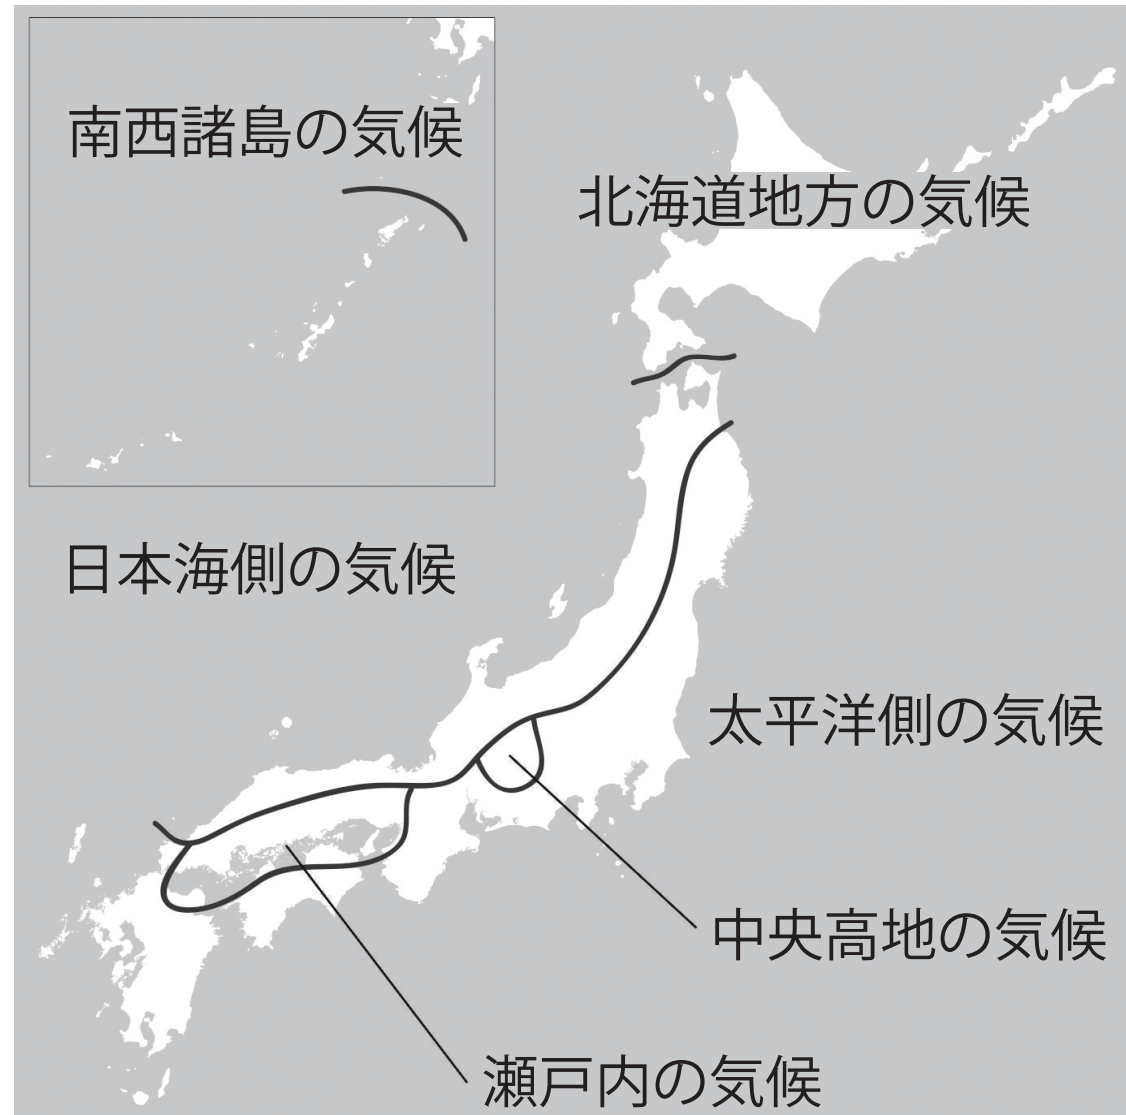 南西諸島の気候
北海道地方の気候
日本海側の気候
太平洋側の気候
中央高地の気候
瀬戸内の気候